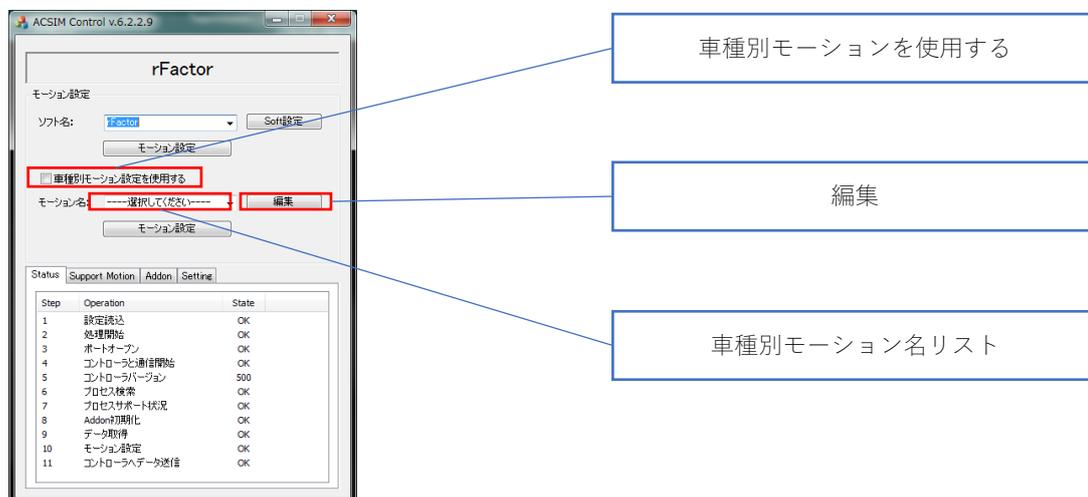 ACSIM Control v.6.2.2.9
rFactor
モーション設定
ソフト名:
rFactor
Soft設定
モーション設定
車種別モーション設定を使用する
モーション名:
----選択してください----
編集
モーション設定
Status Support Motion Addon Setting
Step Operation State
1 設定読込 OK
2 処理開始 OK
3 ポートオープン OK
4 コントローラと通信開始 OK
5 コントローラバージョン 500
6 プロセス検索 OK
7 プロセスサポート状況 OK
8 Addon初期化 OK
9 データ取得 OK
10 モーション設定 OK
11 コントローラへデータ送信 OK
車種別モーションを使用する
編集
車種別モーション名リスト